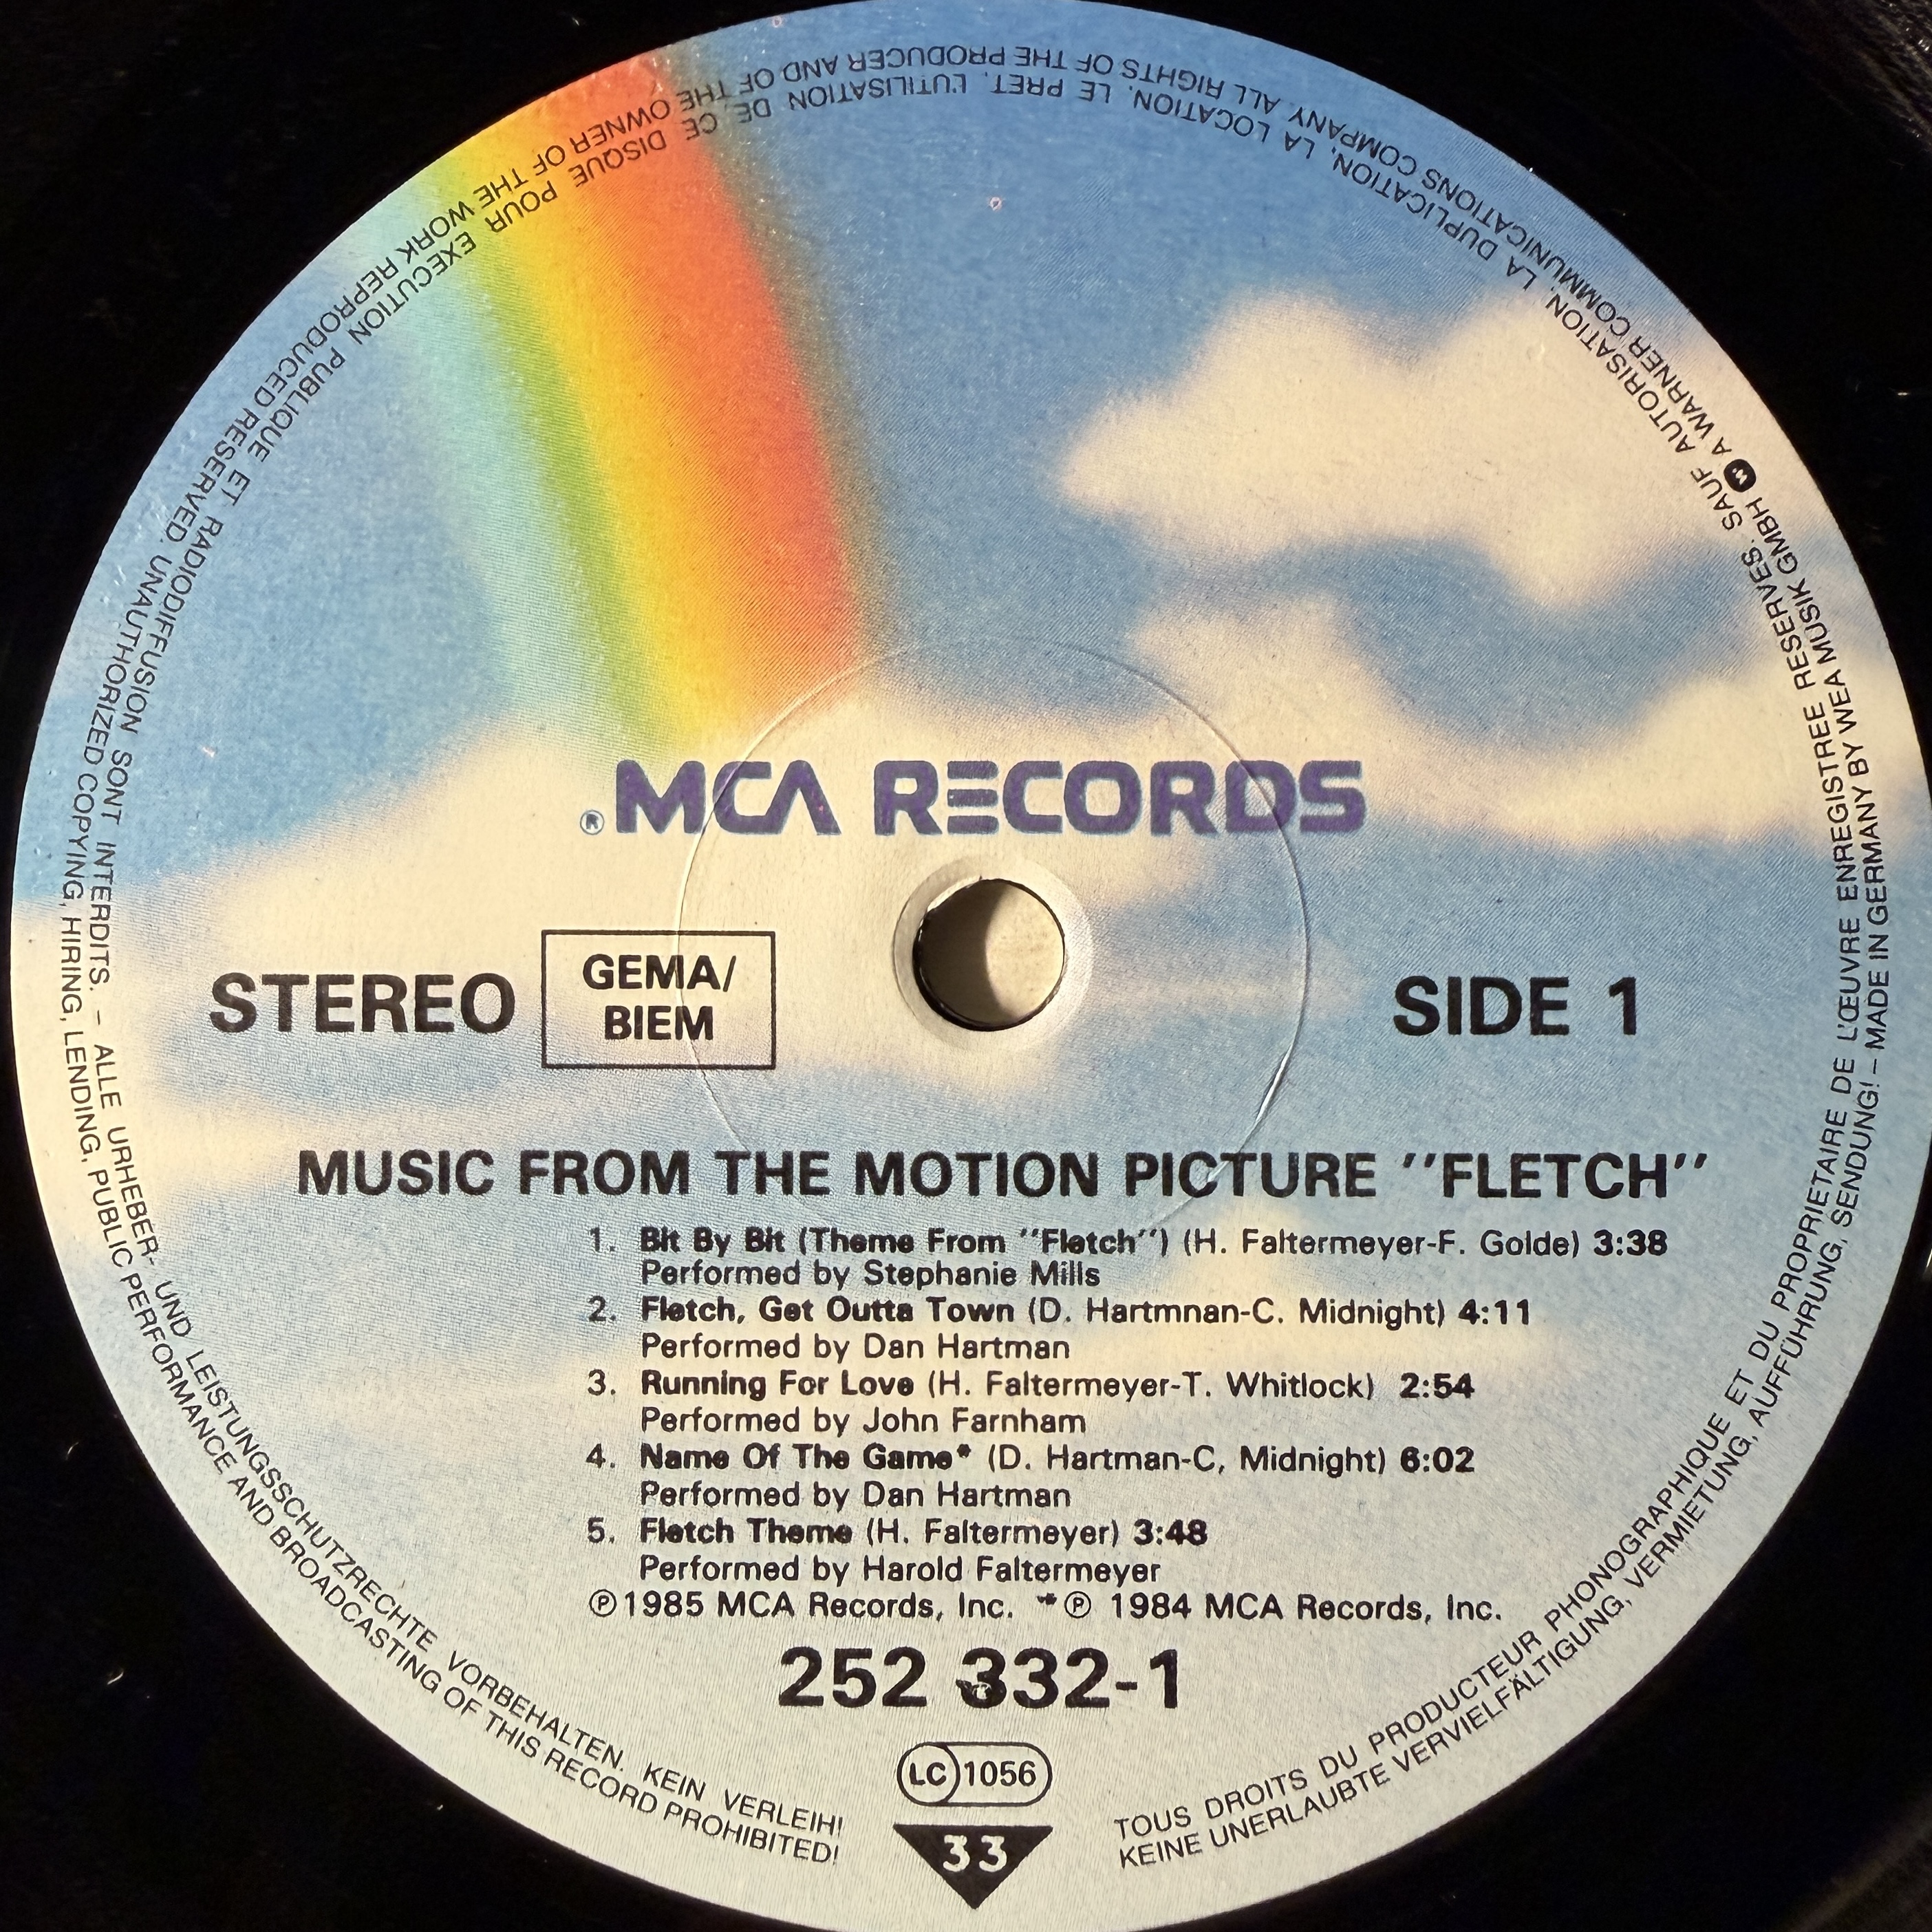 ® MCA RECORDS
STEREO
GEMA/
BIEM
SIDE 1
MUSIC FROM THE MOTION PICTURE ''FLETCH''
1. Bit By Bit (Theme From ''Fletch'') (H. Faltermeyer-F. Golde) 3:38
Performed by Stephanie Mills
2. Fletch, Get Outta Town (D. Hartmnan-C. Midnight) 4:11
Performed by Dan Hartman
3. Running For Love (H. Faltermeyer-T. Whitlock) 2:54
Performed by John Farnham
4. Name Of The Game* (D. Hartman-C, Midnight) 6:02
Performed by Dan Hartman
5. Fletch Theme (H. Faltermeyer) 3:48
Performed by Harold Faltermeyer
℗1985 MCA Records, Inc. *℗ 1984 MCA Records, Inc.
252 332-1
LC 1056
33
TOUS DROITS DU PRODUCTEUR PHONOGRAPHIQUE ET DU PROPRIETAIRE DE L'ŒUVRE ENREGISTREE RESERVES. SAUF AUTORISATION, LA DUPLICATION, LA LOCATION, LE PRET, L'UTILISATION DE CE DISQUE POUR EXECUTION PUBLIQUE ET RADIODIFFUSION SONT INTERDITS. – ALLE URHEBER- UND LEISTUNGSSCHUTZRECHTE VORBEHALTEN. KEIN VERLEIH!
KEINE UNERLAUBTE VERVIELFÄLTIGUNG, VERMIETUNG, AUFFÜHRUNG, SENDUNG! – MADE IN GERMANY BY WEA MUSIK GMBH A WARNER COMMUNICATIONS COMPANY. ALL RIGHTS OF THE PRODUCER AND OF THE OWNER OF THE WORK REPRODUCED RESERVED. UNAUTHORIZED COPYING, HIRING, LENDING, PUBLIC PERFORMANCE AND BROADCASTING OF THIS RECORD PROHIBITED!